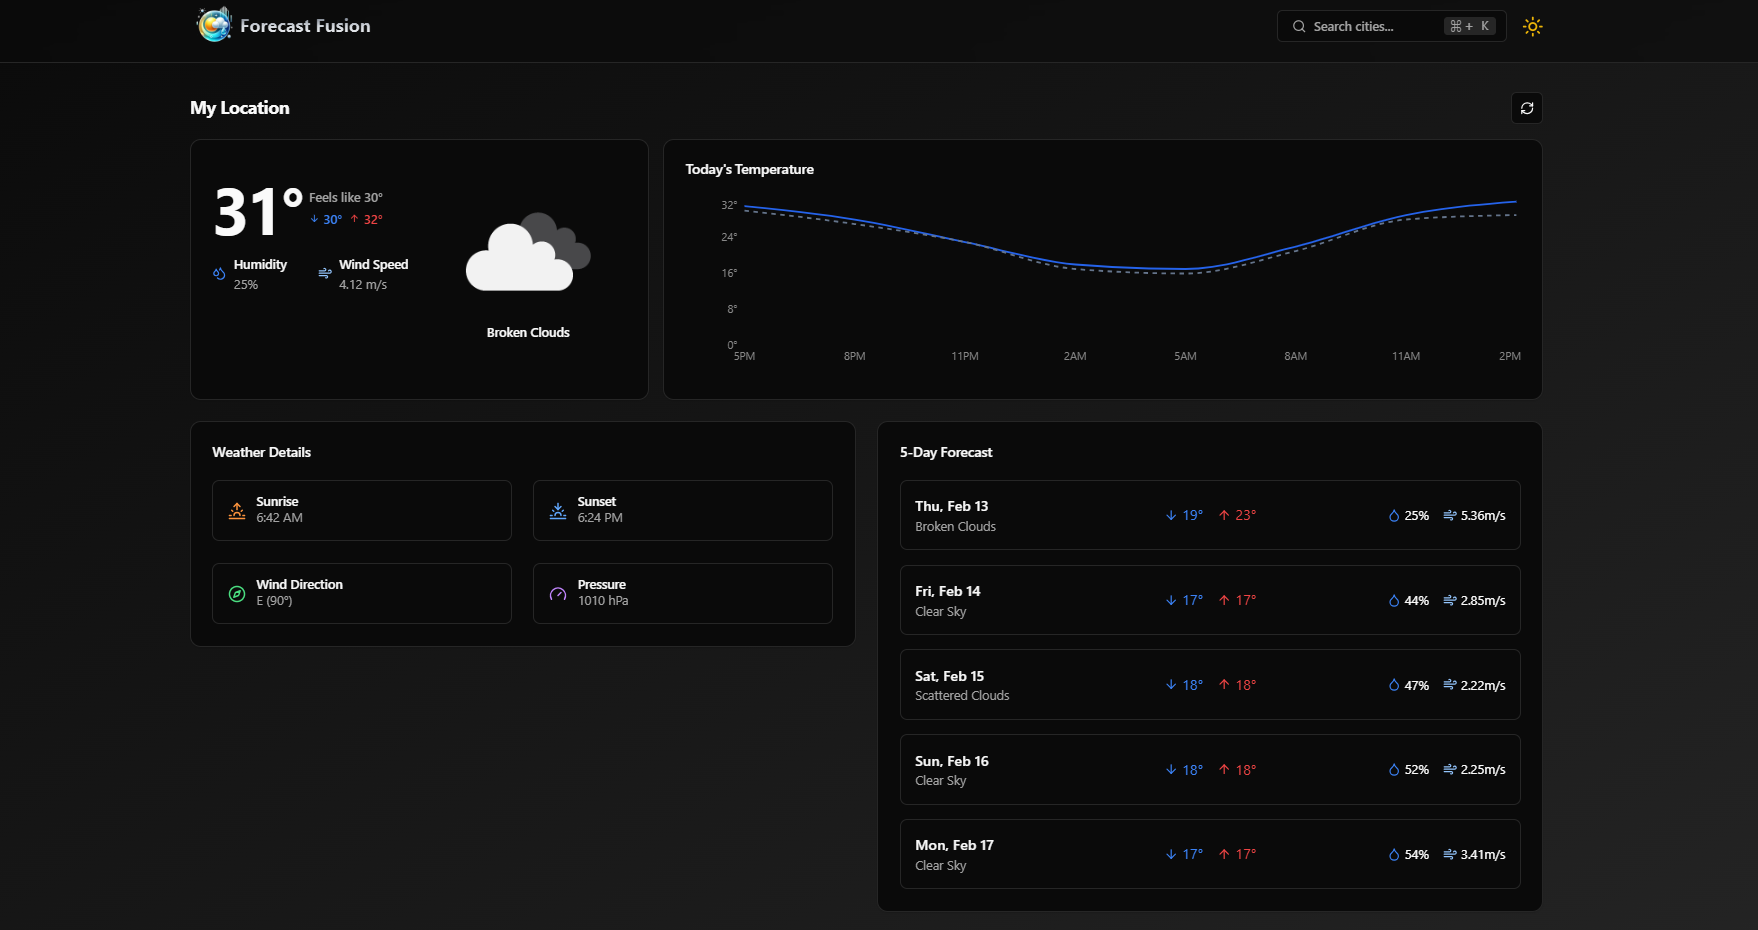 Forecast Fusion
Search cities... ⌘ + K
My Location
31° Feels like 30°
↓ 30° ↑ 32°
Humidity
25%
Wind Speed
4.12 m/s
Broken Clouds
Today's Temperature
32°
24°
16°
8°
0°
5PM 8PM 11PM 2AM 5AM 8AM 11AM 2PM
Weather Details
Sunrise
6:42 AM
Sunset
6:24 PM
Wind Direction
E (90°)
Pressure
1010 hPa
5-Day Forecast
Thu, Feb 13
Broken Clouds
↓ 19° ↑ 23° 25% 5.36m/s
Fri, Feb 14
Clear Sky
↓ 17° ↑ 17° 44% 2.85m/s
Sat, Feb 15
Scattered Clouds
↓ 18° ↑ 18° 47% 2.22m/s
Sun, Feb 16
Clear Sky
↓ 18° ↑ 18° 52% 2.25m/s
Mon, Feb 17
Clear Sky
↓ 17° ↑ 17° 54% 3.41m/s